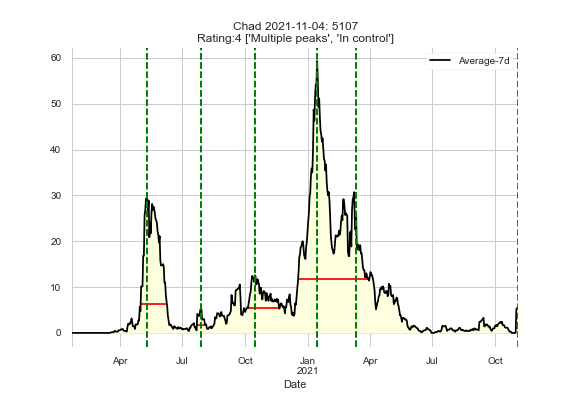 Chad 2021-11-04: 5107
Rating:4 ['Multiple peaks', 'In control']
Average-7d
60
50
40
30
20
10
0
Apr
Jul
Oct
Jan
2021
Apr
Jul
Oct
Date